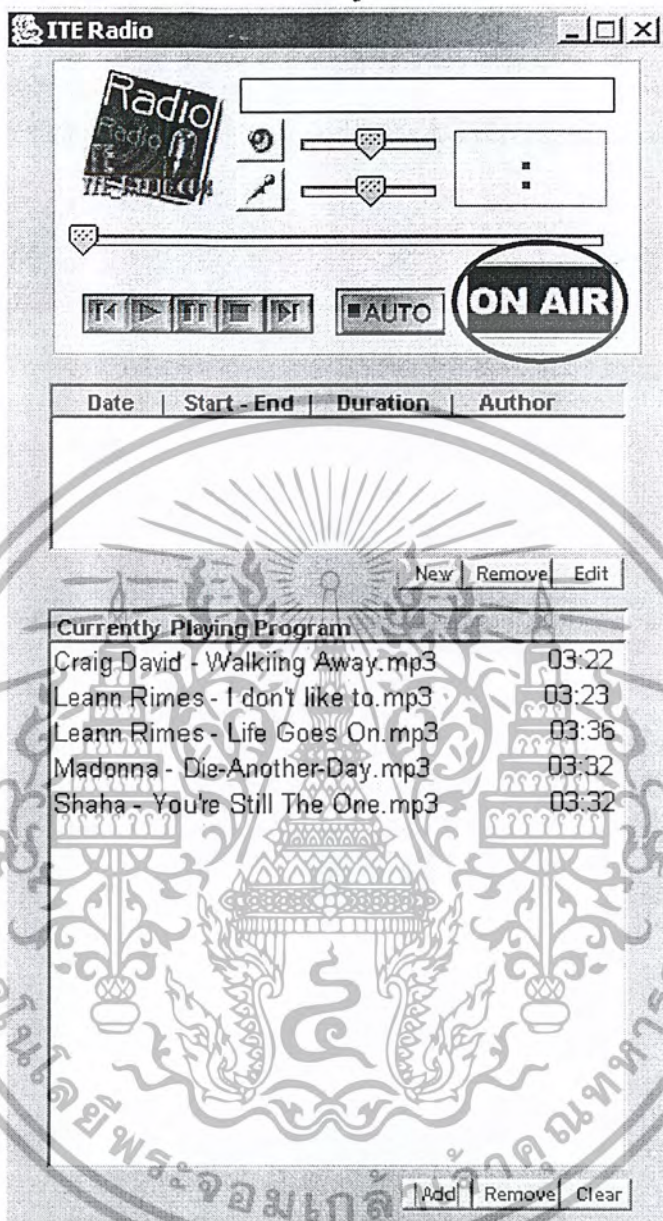 ITE Radio
Radio
Radio
:
AUTO
ON AIR
Date | Start - End | Duration | Author
New Remove Edit
Currently Playing Program
Craig David - Walkiing Away.mp3 03:22
Leann Rimes - I don't like to.mp3 03:23
Leann Rimes - Life Goes On.mp3 03:36
Madonna - Die-Another-Day.mp3 03:32
Shaha - You're Still The One.mp3 03:32
Add Remove Clear